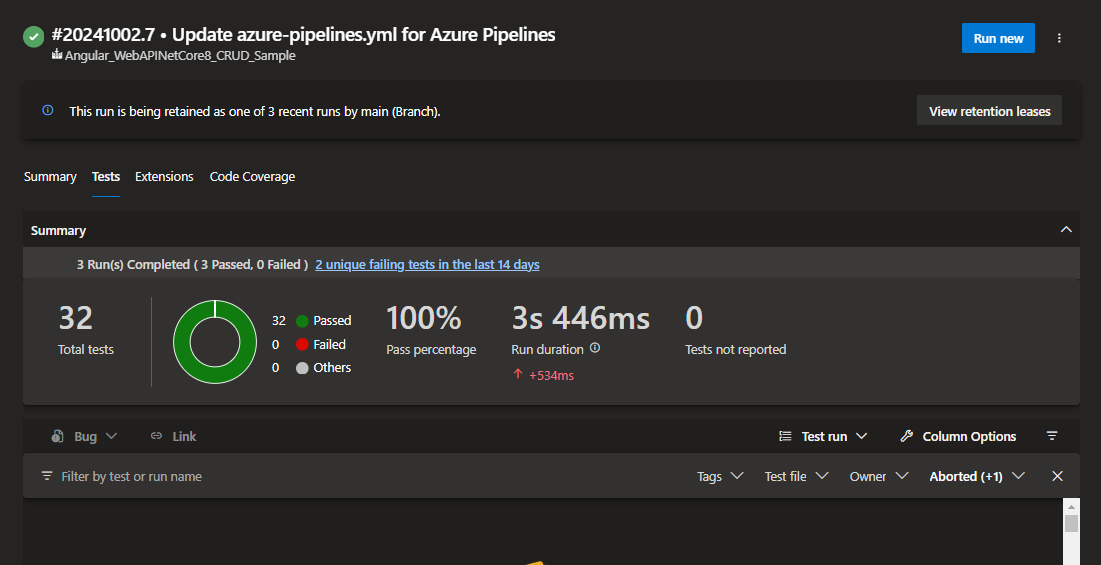 #20241002.7 • Update azure-pipelines.yml for Azure Pipelines
Run new
Angular_WebAPINetCore8_CRUD_Sample
This run is being retained as one of 3 recent runs by main (Branch).
View retention leases
Summary Tests Extensions Code Coverage
Summary
3 Run(s) Completed ( 3 Passed, 0 Failed ) 2 unique failing tests in the last 14 days
32
Total tests
32 Passed
0 Failed
0 Others
100%
Pass percentage
3s 446ms
Run duration
+534ms
0
Tests not reported
Bug Link Test run Column Options
Filter by test or run name Tags Test file Owner Aborted (+1)